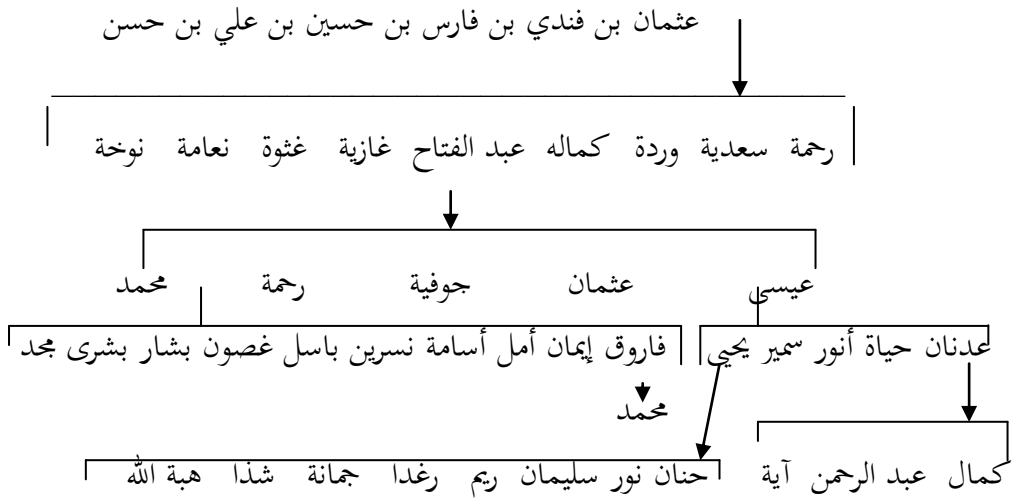 عثمان بن فندي بن فارس بن حسين بن علي بن حسن
رحمة سعدية وردة كماله عبد الفتاح غازية غثوة نعامة نوخة
عيسى عثمان جوفية رحمة محمد
عدنان حياة أنور سمير يحيى فاروق إيمان أمل أسامة نسرين باسل غصون بشار بشرى مجد
محمد
كمال عبد الرحمن آية حنان نور سليمان ريم رغدا جمانة شذا هبة الله